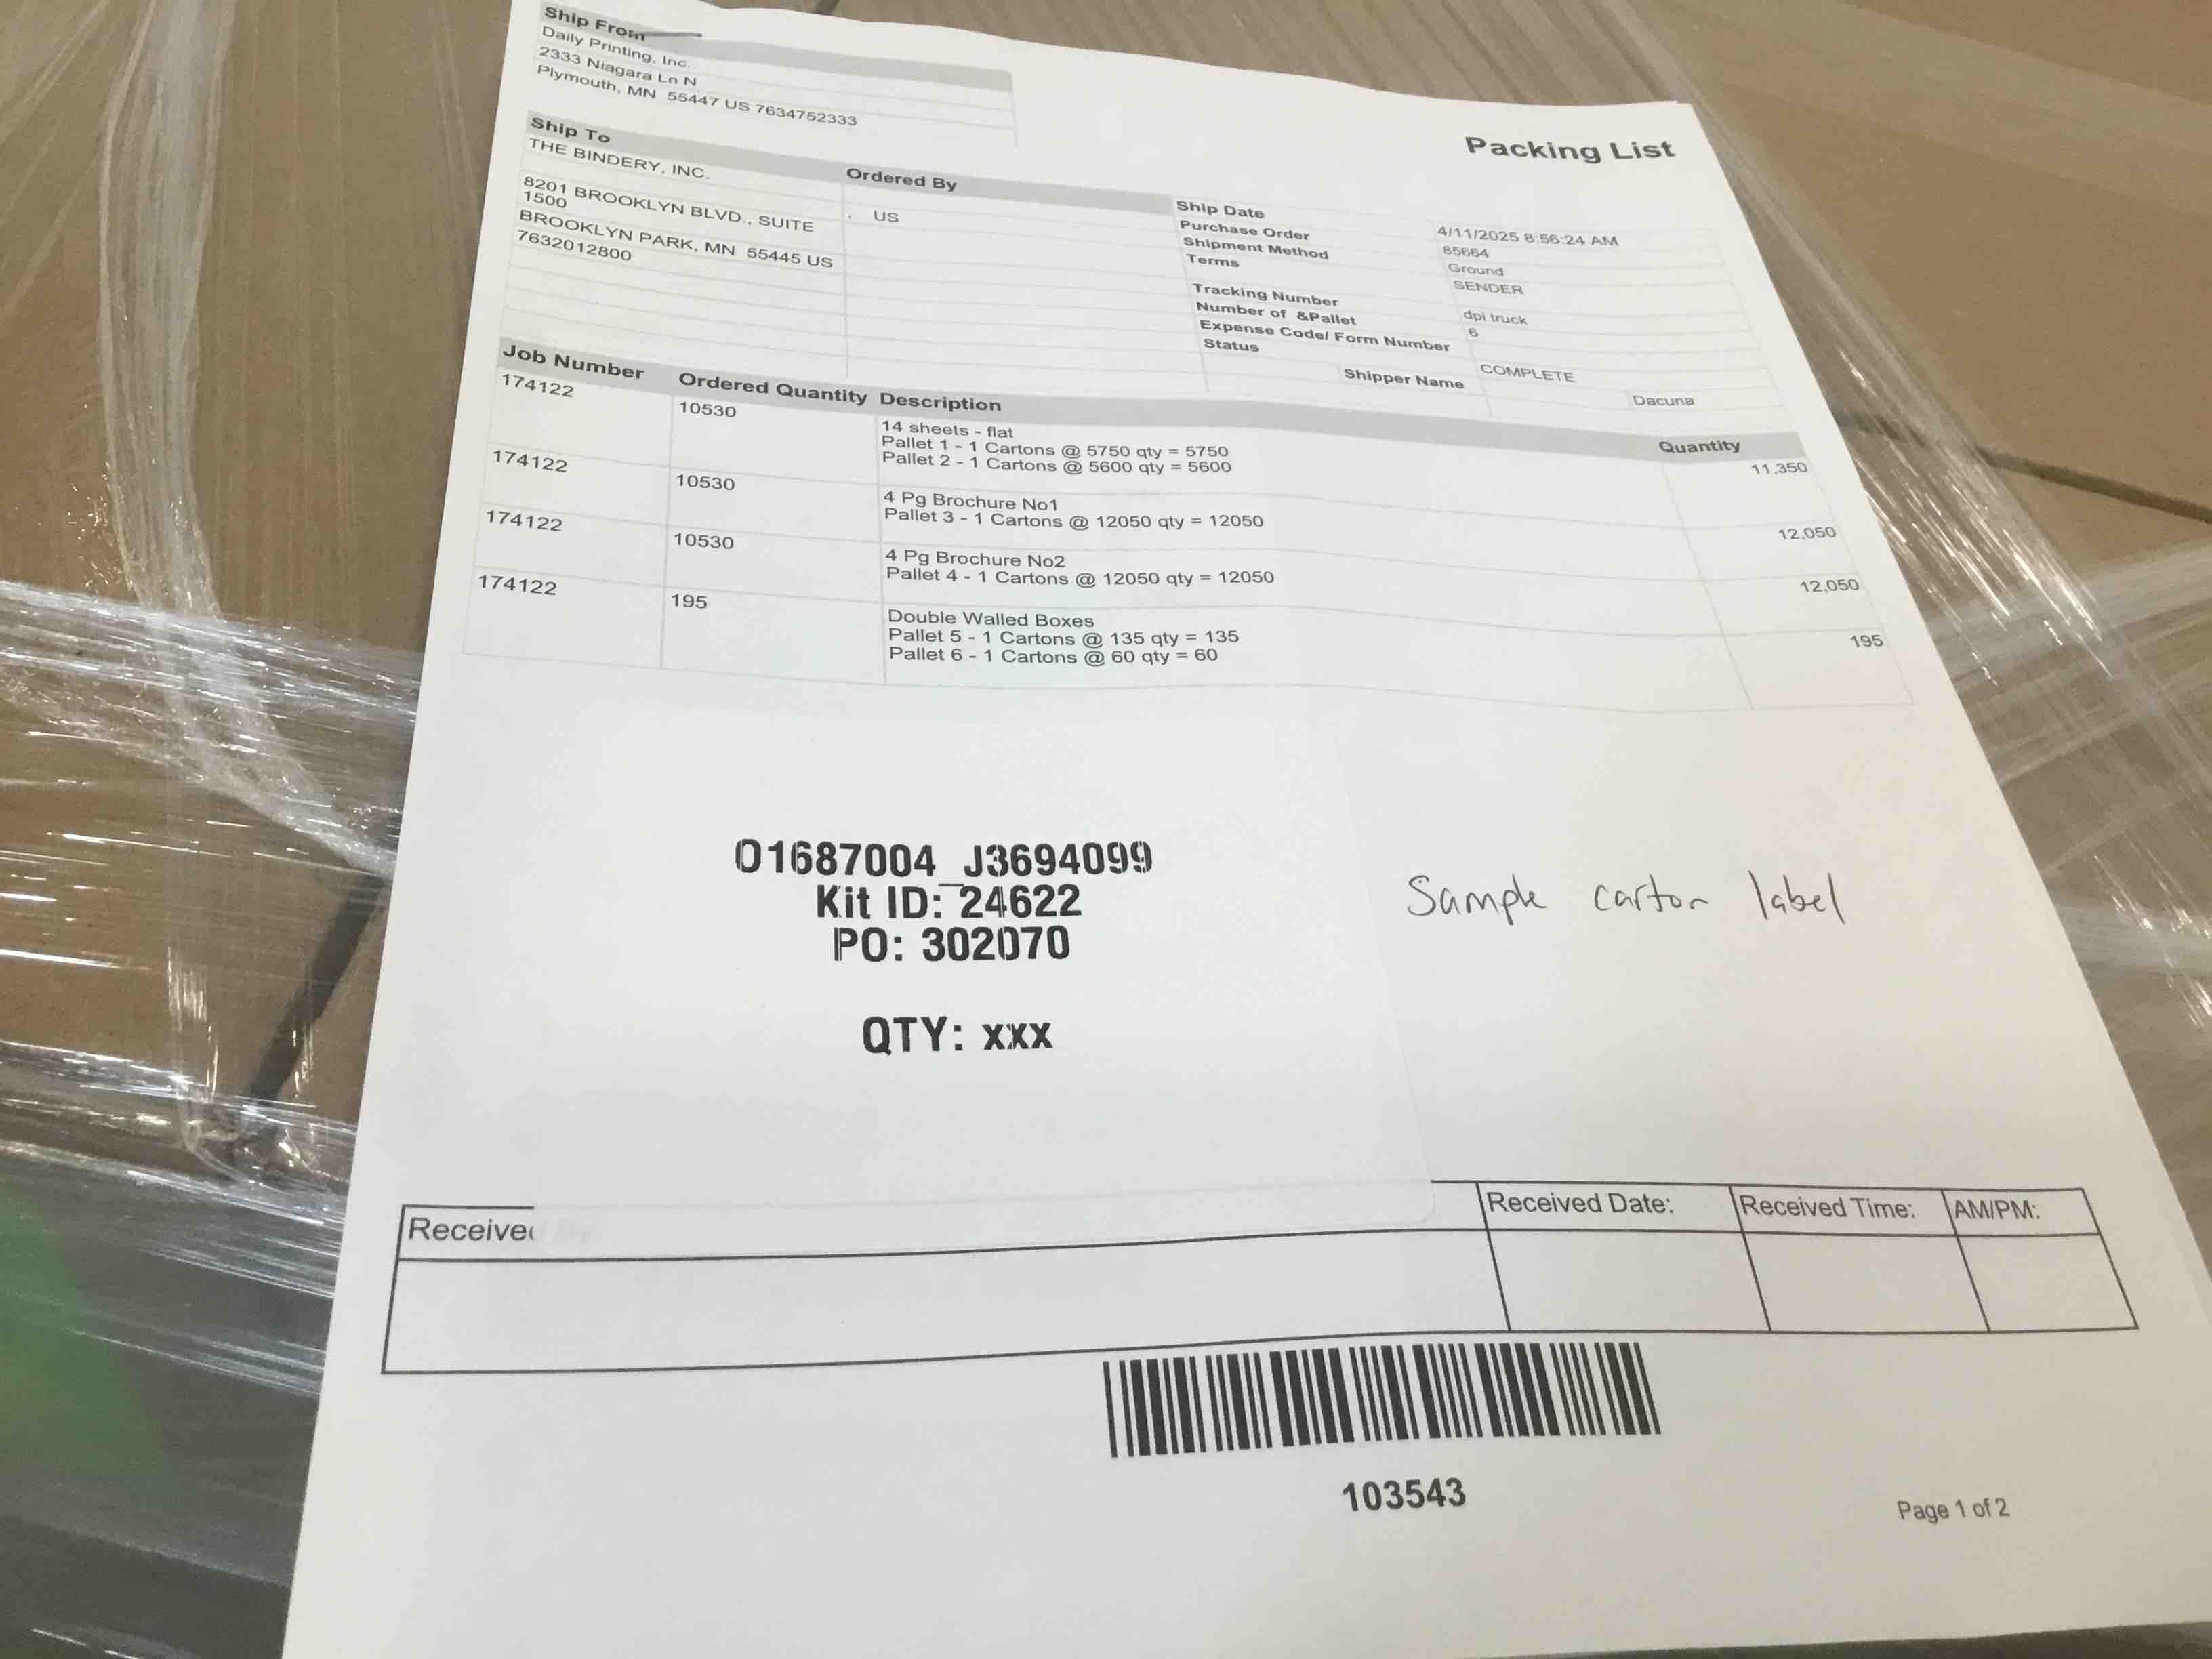 Ship From
Daily Printing, Inc.
2333 Niagara Ln N
Plymouth, MN 55447 US 7634752333
Packing List
Ship To
THE BINDERY, INC.
8201 BROOKLYN BLVD., SUITE
1500
BROOKLYN PARK, MN 55445 US
7632012800
Ordered By
. US
Ship Date 4/11/2025 8:56:24 AM
Purchase Order 85664
Shipment Method Ground
Terms SENDER
Tracking Number dpi truck
Number of &Pallet 6
Expense Code/ Form Number
Status COMPLETE
Shipper Name Dacuna
Job Number Ordered Quantity Description Quantity
174122 10530 14 sheets - flat 11,350
Pallet 1 - 1 Cartons @ 5750 qty = 5750
Pallet 2 - 1 Cartons @ 5600 qty = 5600
174122 10530 4 Pg Brochure No1 12,050
Pallet 3 - 1 Cartons @ 12050 qty = 12050
174122 10530 4 Pg Brochure No2 12,050
Pallet 4 - 1 Cartons @ 12050 qty = 12050
174122 195 Double Walled Boxes 195
Pallet 5 - 1 Cartons @ 135 qty = 135
Pallet 6 - 1 Cartons @ 60 qty = 60
O1687004_J3694099
Kit ID: 24622
PO: 302070
QTY: xxx
Sample carton label
Received By Received Date: Received Time: AM/PM:
103543
Page 1 of 2